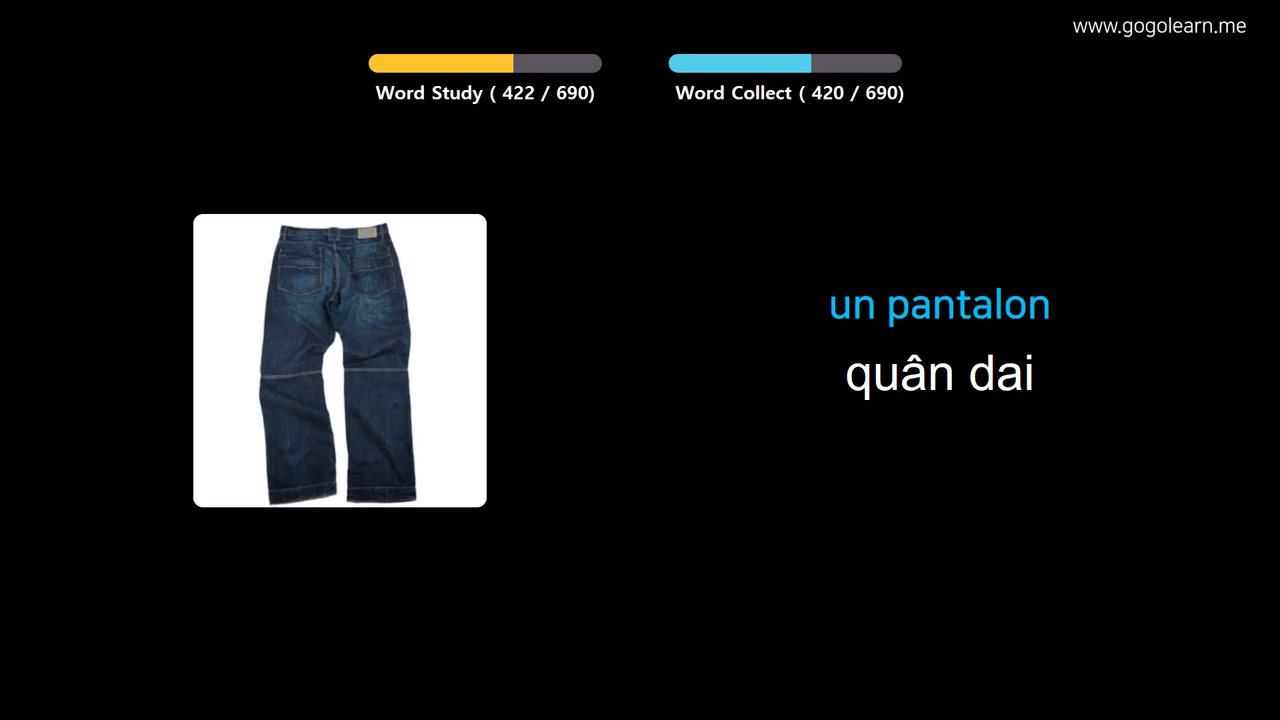 www.gogolearn.me
Word Study ( 422 / 690)
Word Collect ( 420 / 690)
un pantalon
quân dai